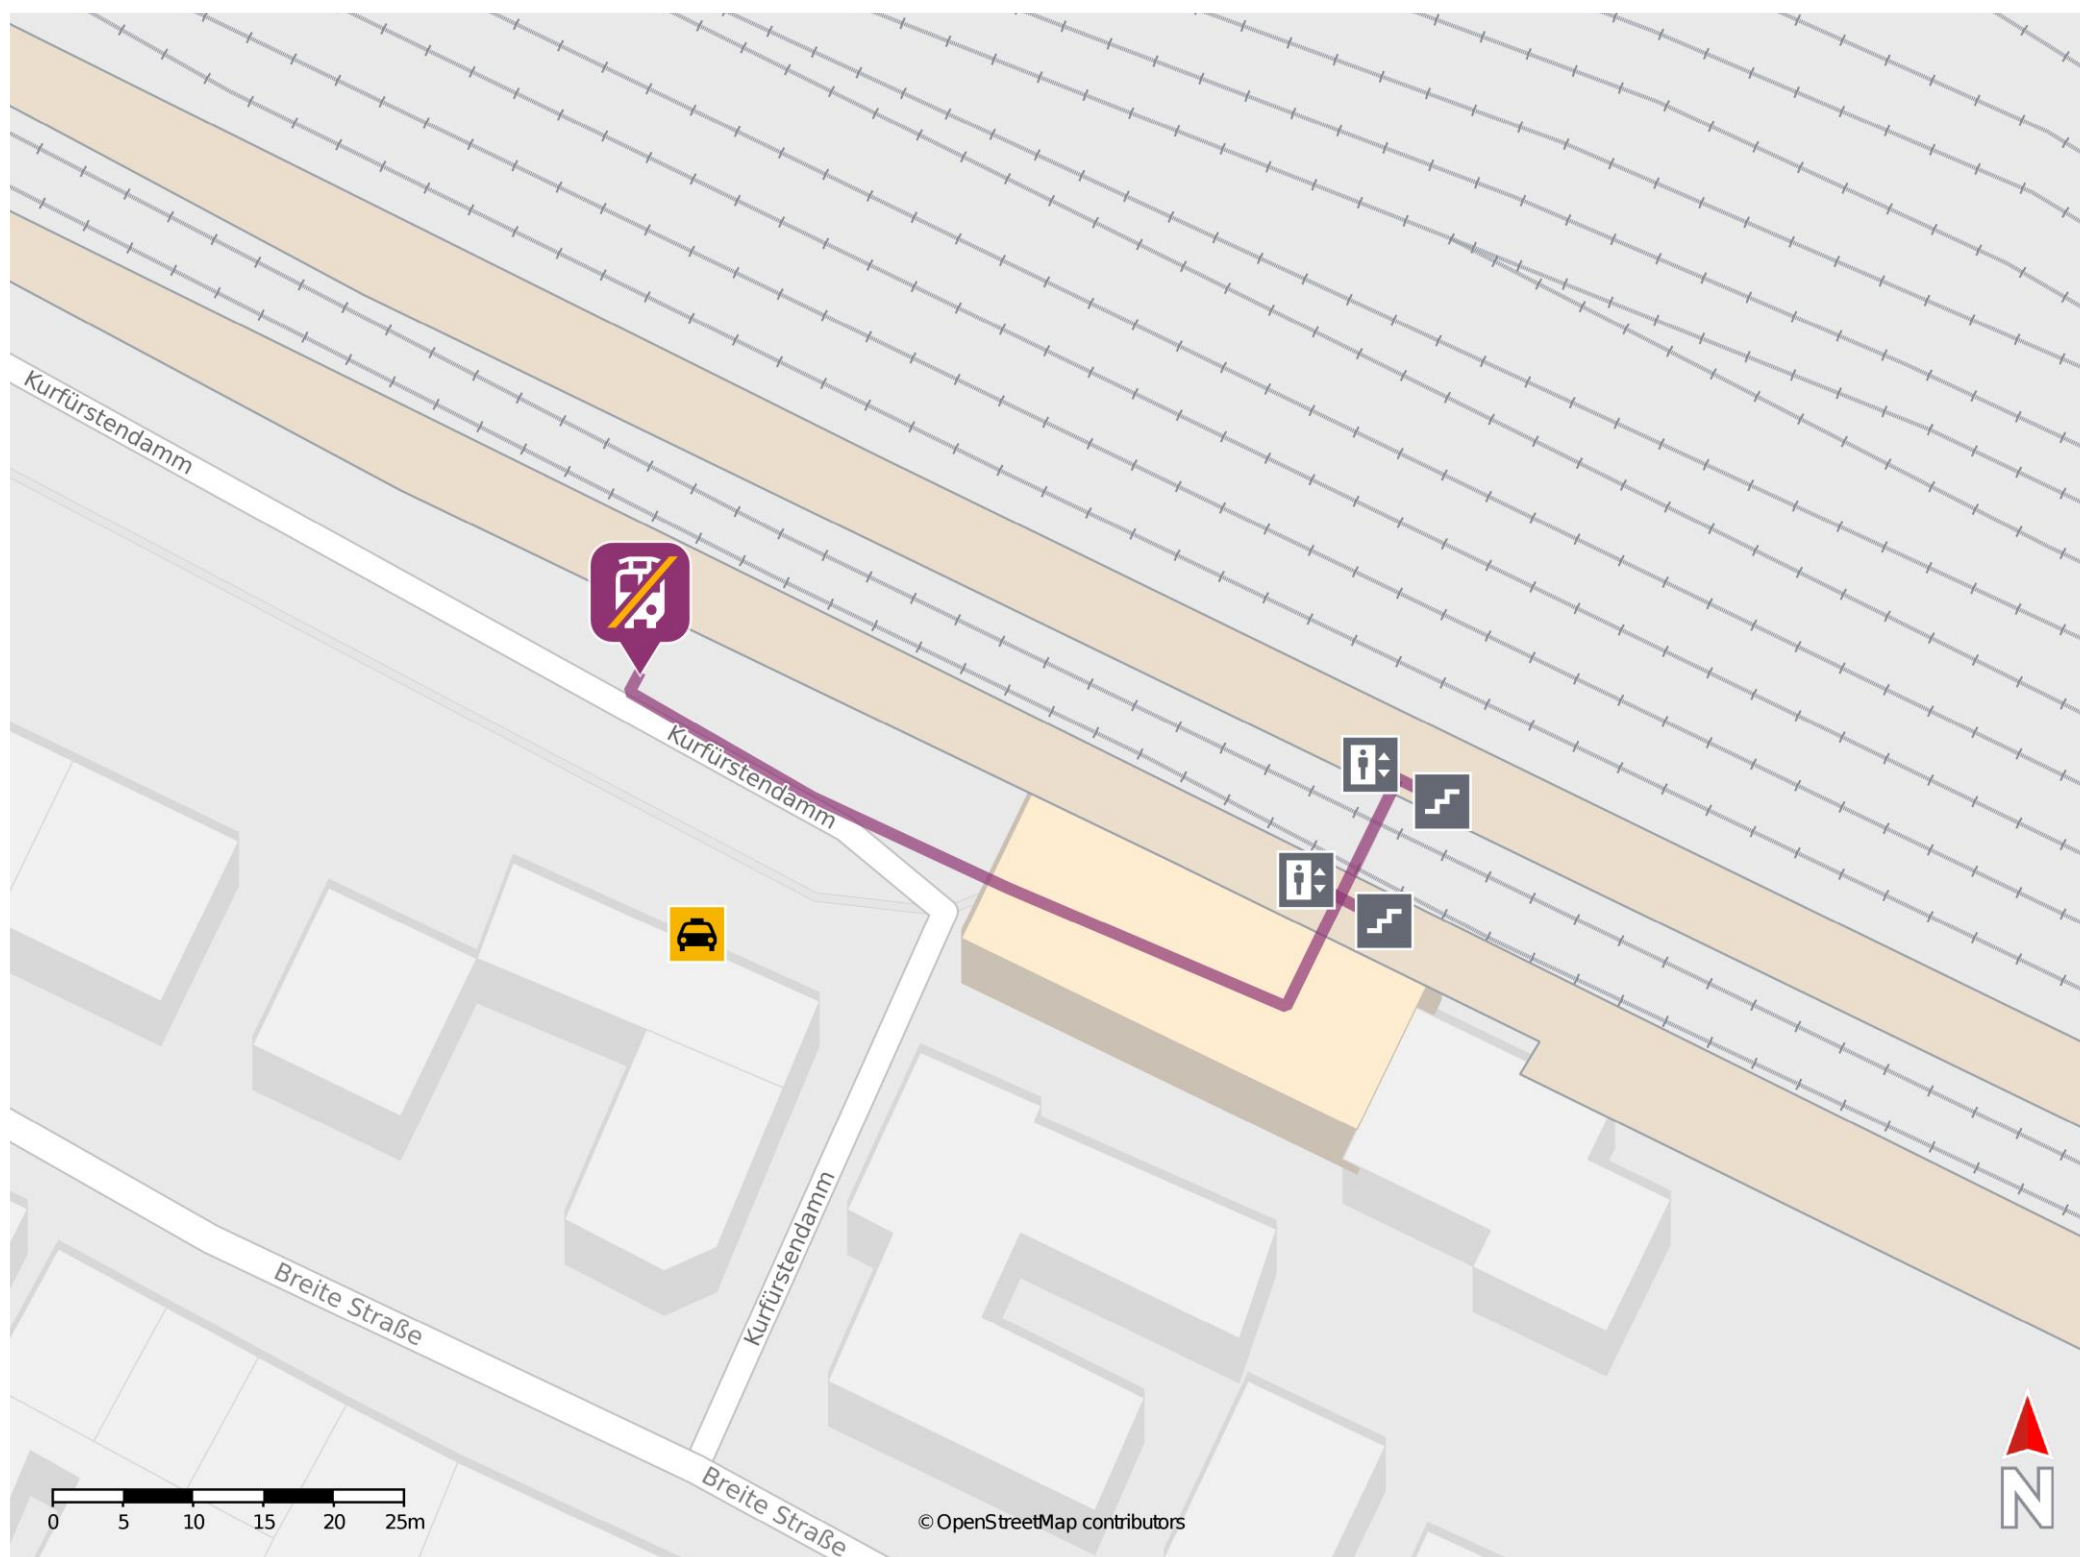 Kurfürstendamm
Kurfürstendamm
Kurfürstendamm
Breite Straße
Breite Straße
0 5 10 15 20 25m
© OpenStreetMap contributors
N